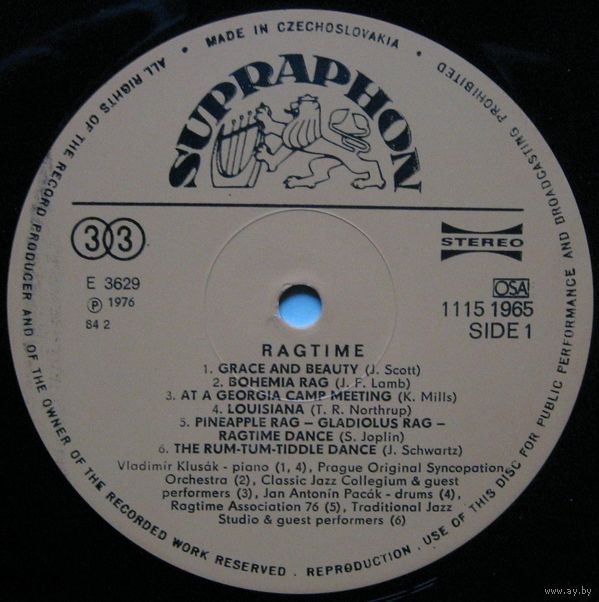 MADE IN CZECHOSLOVAKIA
ALL RIGHTS OF THE RECORD PRODUCER AND OF THE OWNER OF THE RECORDED WORK RESERVED . REPRODUCTION . USE OF THIS DISC FOR PUBLIC PERFORMANCE AND BROADCASTING PROHIBITED
SUPRAPHON
33
STEREO
E 3629
OSA
Ⓟ 1976
1115 1965
S4 2
SIDE 1
RAGTIME
1. GRACE AND BEAUTY (J. Scott)
2. BOHEMIA RAG (J. F. Lamb)
3. AT A GEORGIA CAMP MEETING (K. Mills)
4. LOUISIANA (T. R. Northrup)
5. PINEAPPLE RAG – GLADIOLUS RAG –
RAGTIME DANCE (S. Joplin)
6. THE RUM-TUM-TIDDLE DANCE (J. Schwartz)
Vladimír Klusák - piano (1, 4), Prague Original Syncopation
Orchestra (2), Classic Jazz Collegium & guest
performers (3), Jan Antonín Pacák - drums (4),
Ragtime Association 76 (5), Traditional Jazz
Studio & guest performers (6)
www.ay.by